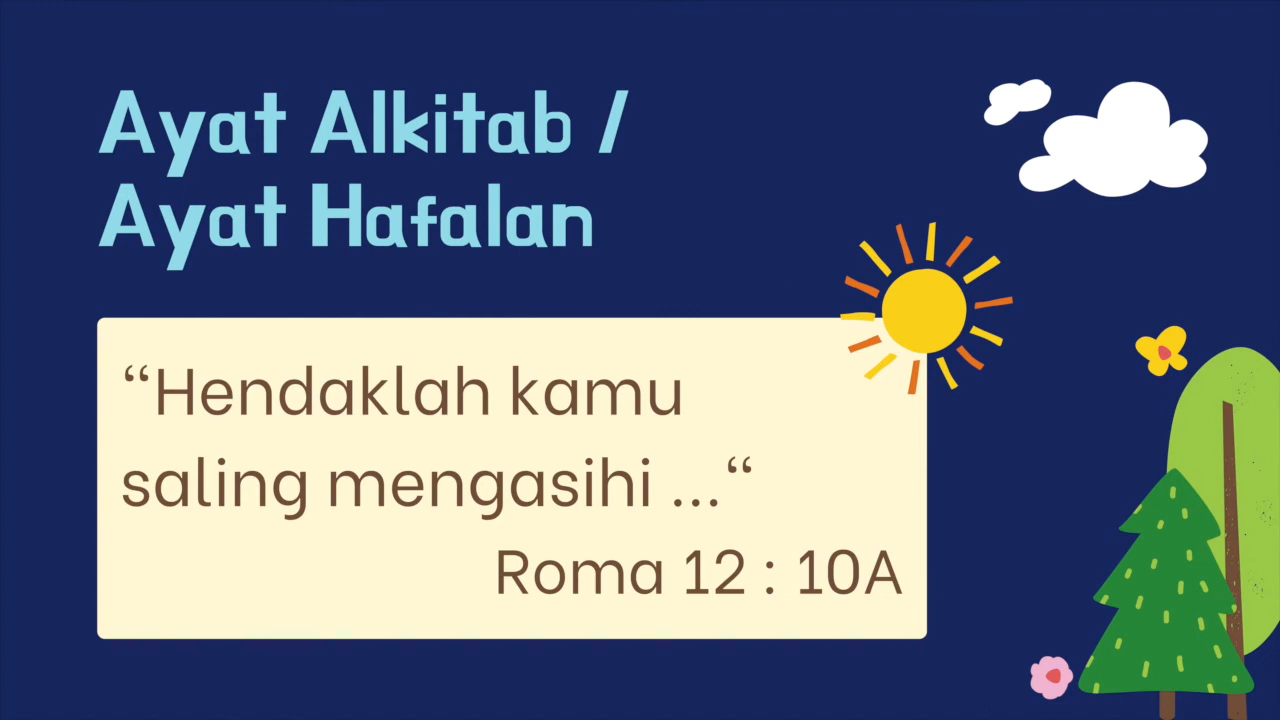 Ayat Alkitab /
Ayat Hafalan
“Hendaklah kamu
saling mengasihi ...“
Roma 12 : 10A